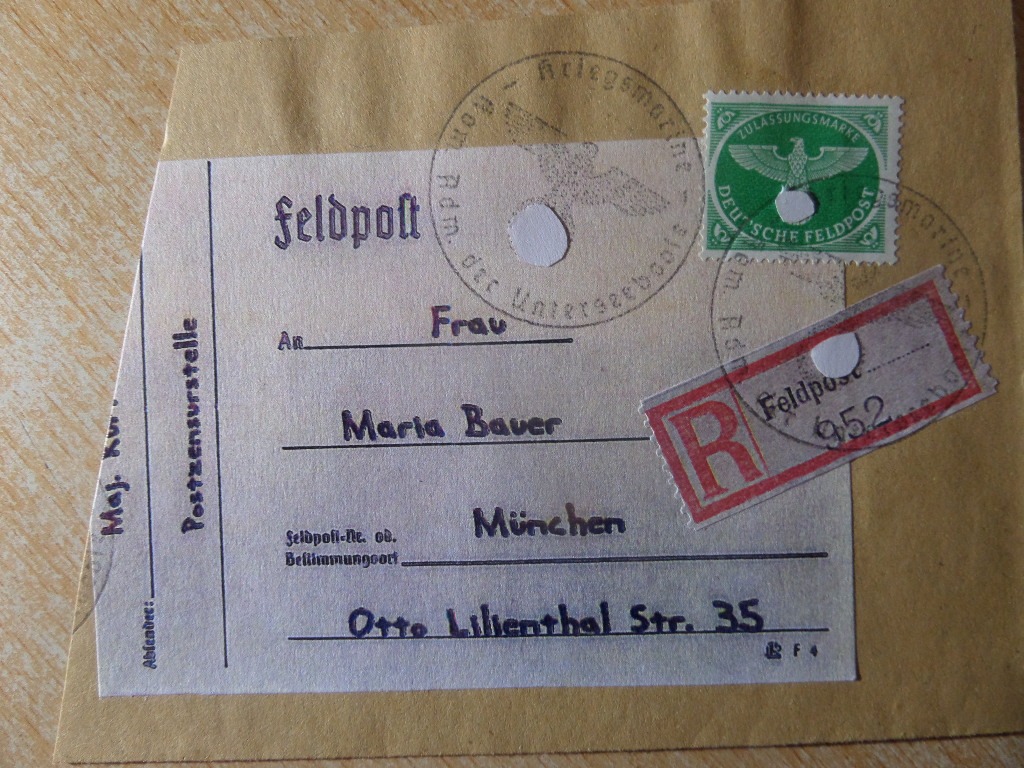 – Kriegsmarine –
Kom. Adm. der Unterseeboote
ZULASSUNGSMARKE
DEUTSCHE FELDPOST
Feldpost
An Frau
Maria Bauer
Feldpost-Nr. od.
Bestimmungsort München
Otto Lilienthal Str. 35
F 4
R
Feldpost
952
Postzensurstelle
Maj.
Absender: